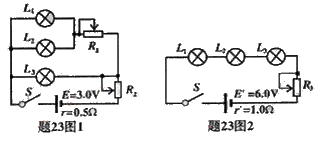 L₁
L₂
R₁
L₃
R₂
S
E=3.0V
r=0.5Ω
题23图1
L₁ L₂ L₃
R₃
S
E'=6.0V
r'=1.0Ω
题23图2